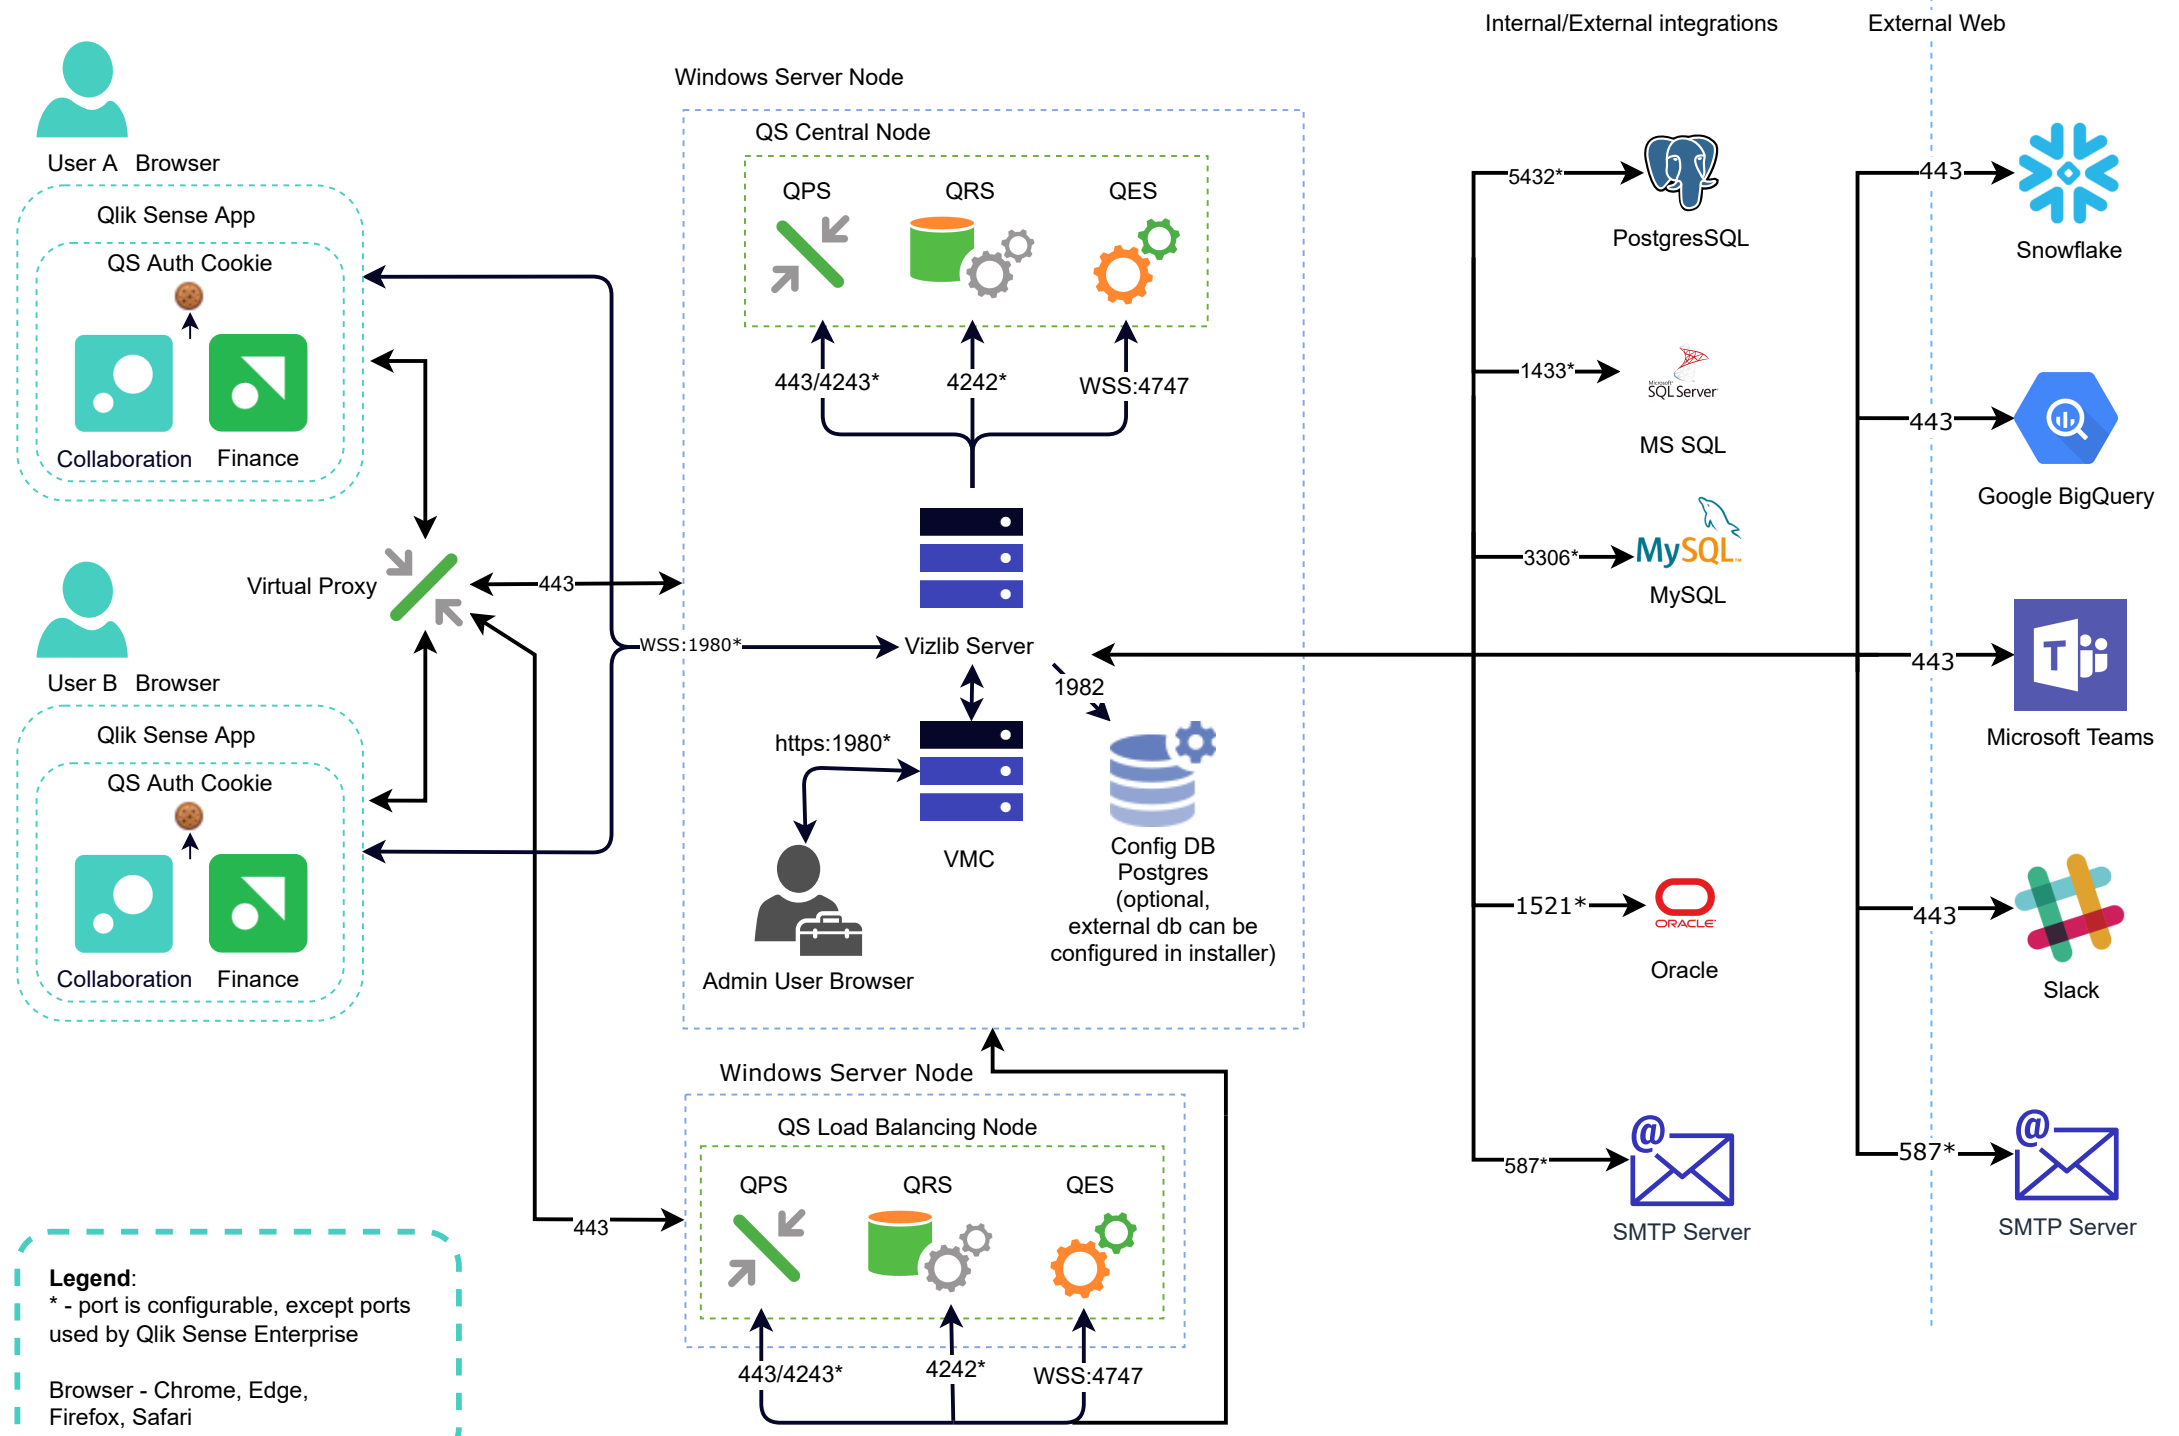 Internal/External integrations
External Web
Windows Server Node
QS Central Node
User A Browser
Qlik Sense App
QS Auth Cookie
Collaboration
Finance
QPS
QRS
QES
443/4243*
4242*
WSS:4747
Virtual Proxy
443
User B Browser
Qlik Sense App
QS Auth Cookie
Collaboration
Finance
WSS:1980*
Vizlib Server
1982
https:1980*
VMC
Admin User Browser
Config DB
Postgres
(optional,
external db can be
configured in installer)
Windows Server Node
QS Load Balancing Node
QPS
QRS
QES
443
443/4243*
4242*
WSS:4747
5432*
PostgresSQL
1433*
Microsoft
SQL Server
MS SQL
3306*
MySQL
MySQL
1521*
ORACLE
Oracle
587*
@
SMTP Server
443
Snowflake
443
Google BigQuery
443
T
Microsoft Teams
443
Slack
587*
@
SMTP Server
Legend:
* - port is configurable, except ports
used by Qlik Sense Enterprise
Browser - Chrome, Edge,
Firefox, Safari